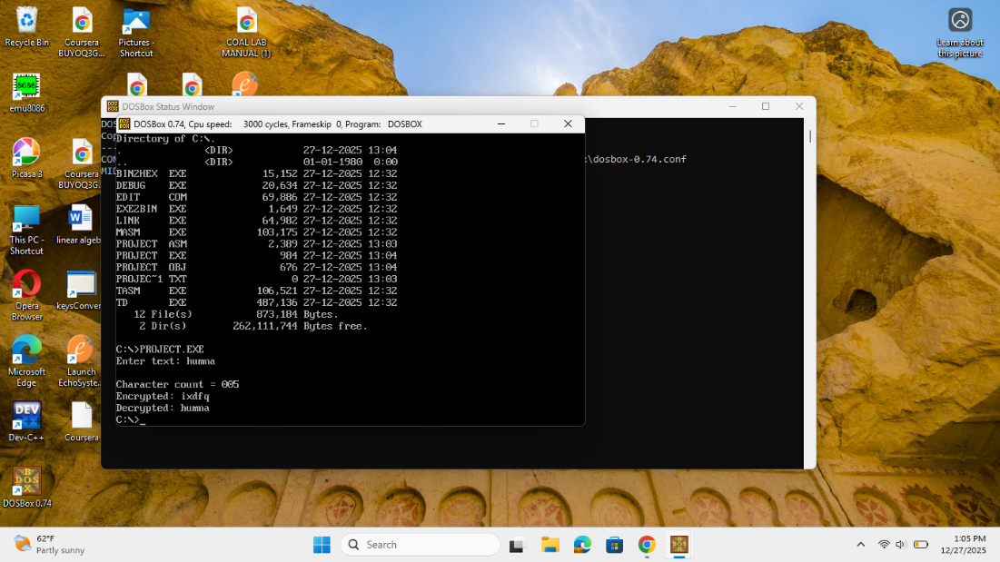 Recycle Bin
Coursera BUYOQ3G...
Pictures - Shortcut
COAL LAB MANUAL (1)
Learn about this picture
8086
emu8086
Picasa 3
Coursera BUYOQ3G...
This PC - Shortcut
linear algeb
Opera Browser
keysConver
Microsoft Edge
Launch EchoSyste...
DEV
Dev-C++
Coursera
DOSBox 0.74
DOSBox Status Window
\dosbox-0.74.conf
DOSBox 0.74, Cpu speed: 3000 cycles, Frameskip 0, Program: DOSBOX
Directory of C:\.
. <DIR> 27-12-2025 13:04
.. <DIR> 01-01-1980 0:00
BIN2HEX EXE 15,152 27-12-2025 12:32
DEBUG EXE 20,634 27-12-2025 12:32
EDIT COM 69,886 27-12-2025 12:32
EXE2BIN EXE 1,649 27-12-2025 12:32
LINK EXE 64,982 27-12-2025 12:32
MASM EXE 103,175 27-12-2025 12:32
PROJECT ASM 2,389 27-12-2025 13:03
PROJECT EXE 984 27-12-2025 13:04
PROJECT OBJ 676 27-12-2025 13:04
PROJEC~1 TXT 0 27-12-2025 13:03
TASM EXE 106,521 27-12-2025 12:32
TD EXE 487,136 27-12-2025 12:32
12 File(s) 873,184 Bytes.
2 Dir(s) 262,111,744 Bytes free.
C:\>PROJECT.EXE
Enter text: humna
Character count = 005
Encrypted: ixdfq
Decrypted: humna
C:\>_
62°F
Partly sunny
Search
1:05 PM
12/27/2025